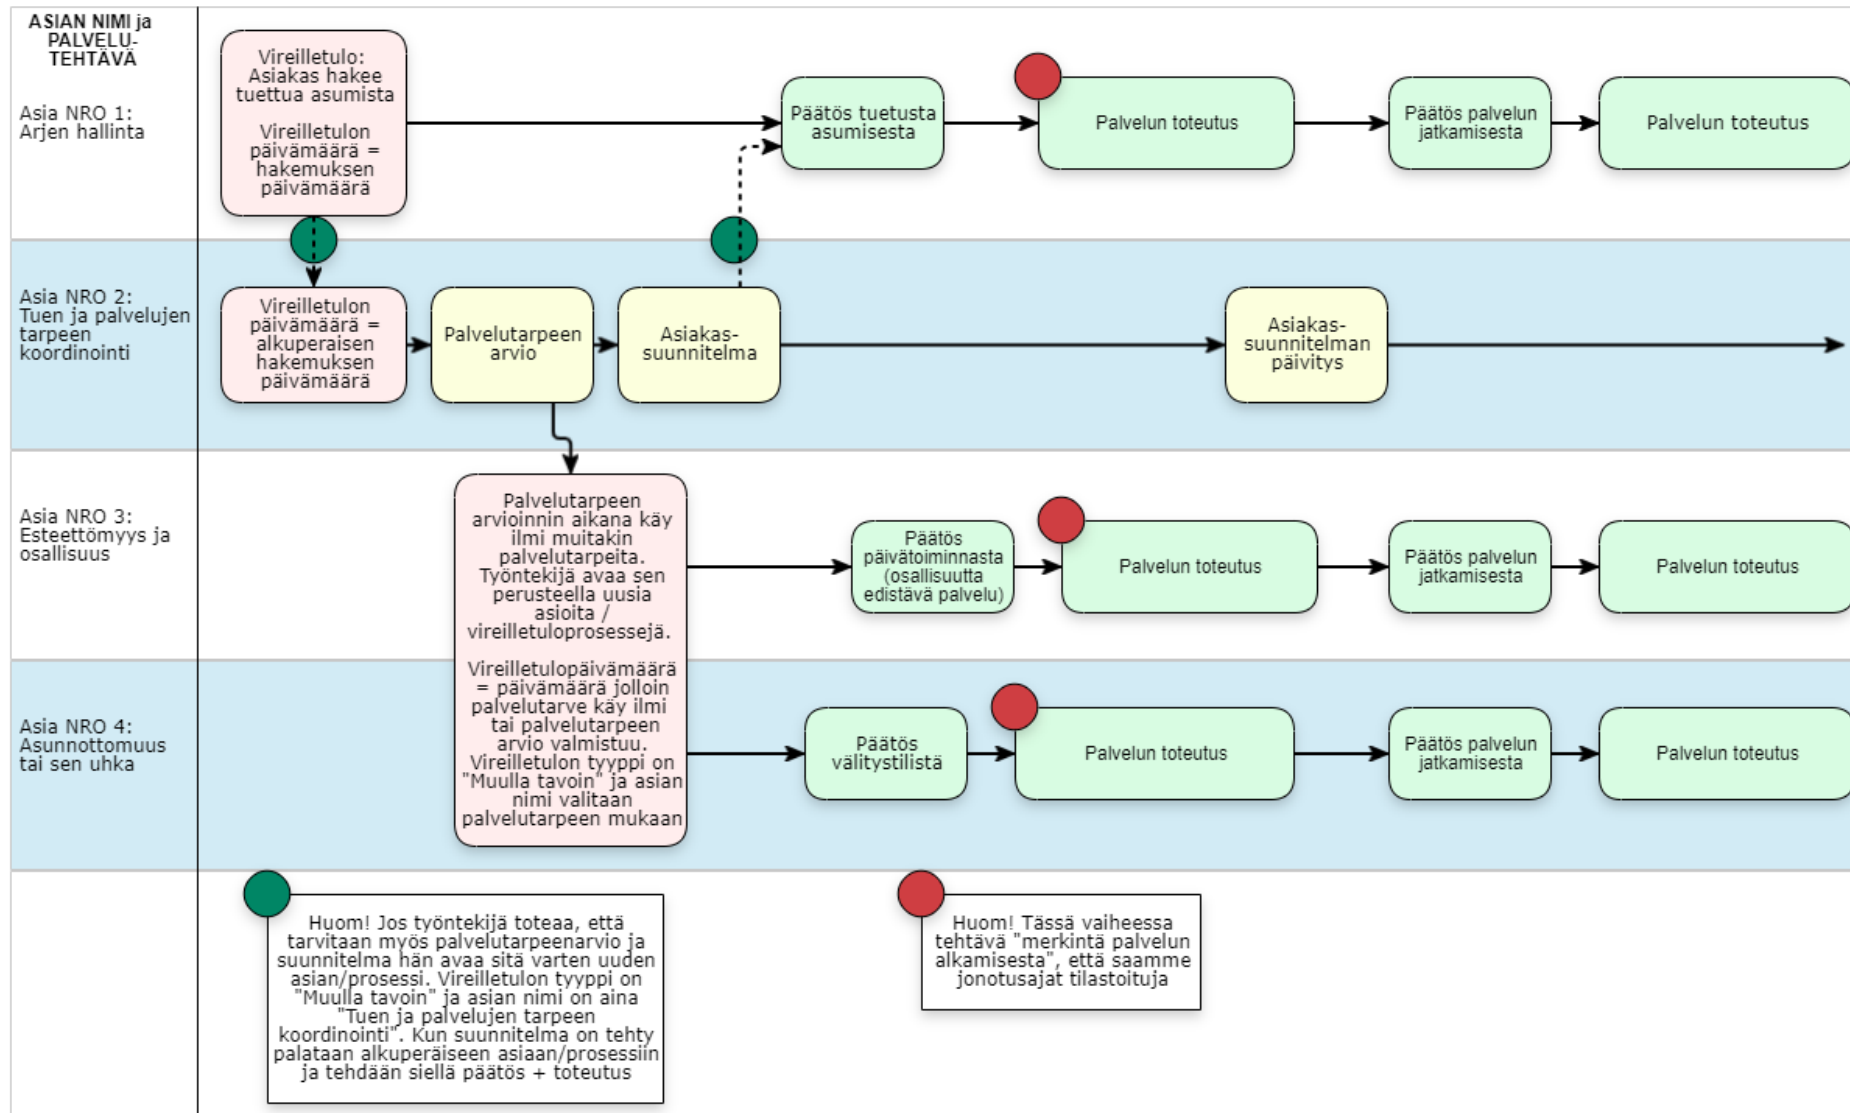 ASIAN NIMI ja
PALVELU-
TEHTÄVÄ
Asia NRO 1:
Arjen hallinta
Vireilletulo:
Asiakas hakee
tuettua asumista
Vireilletulon
päivämäärä =
hakemuksen
päivämäärä
Päätös tuetusta
asumisesta
Palvelun toteutus
Päätös palvelun
jatkamisesta
Palvelun toteutus
Asia NRO 2:
Tuen ja palvelujen
tarpeen
koordinointi
Vireilletulon
päivämäärä =
alkuperaisen
hakemuksen
päivämäärä
Palvelutarpeen
arvio
Asiakas-
suunnitelma
Asiakas-
suunnitelman
päivitys
Asia NRO 3:
Esteettömyys ja
osallisuus
Palvelutarpeen
arvioinnin aikana käy
ilmi muitakin
palvelutarpeita.
Työntekijä avaa sen
perusteella uusia
asioita /
vireilletuloprosessejä.
Vireilletulopäivämäärä
= päivämäärä jolloin
palvelutarve käy ilmi
tai palvelutarpeen
arvio valmistuu.
Vireilletulon tyyppi on
"Muulla tavoin" ja asian
nimi valitaan
palvelutarpeen mukaan
Päätös
päivätoiminnasta
(osallisuutta
edistävä palvelu)
Palvelun toteutus
Päätös palvelun
jatkamisesta
Palvelun toteutus
Asia NRO 4:
Asunnottomuus
tai sen uhka
Päätös
välitystilistä
Palvelun toteutus
Päätös palvelun
jatkamisesta
Palvelun toteutus
Huom! Jos työntekijä toteaa, että
tarvitaan myös palvelutarpeenarvio ja
suunnitelma hän avaa sitä varten uuden
asian/prosessi. Vireilletulon tyyppi on
"Muulla tavoin" ja asian nimi on aina
"Tuen ja palvelujen tarpeen
koordinointi". Kun suunnitelma on tehty
palataan alkuperäiseen asiaan/prosessiin
ja tehdään siellä päätös + toteutus
Huom! Tässä vaiheessa
tehtävä "merkintä palvelun
alkamisesta", että saamme
jonotusajat tilastoituja